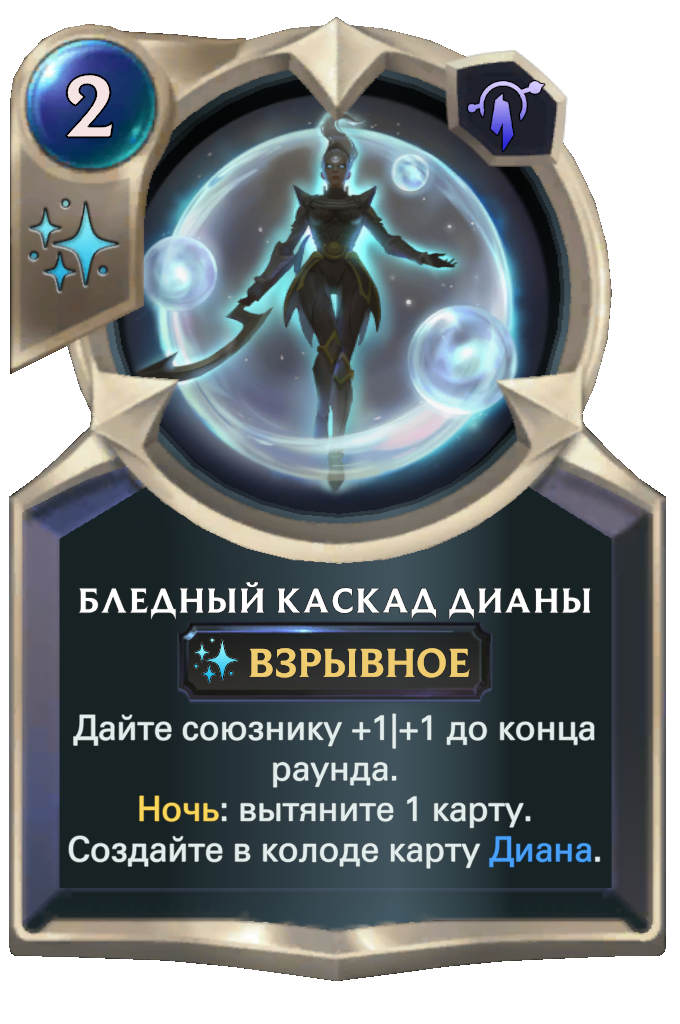 2
БЛЕДНЫЙ КАСКАД ДИАНЫ
ВЗРЫВНОЕ
Дайте союзнику +1|+1 до конца
раунда.
Ночь: вытяните 1 карту.
Создайте в колоде карту Диана.